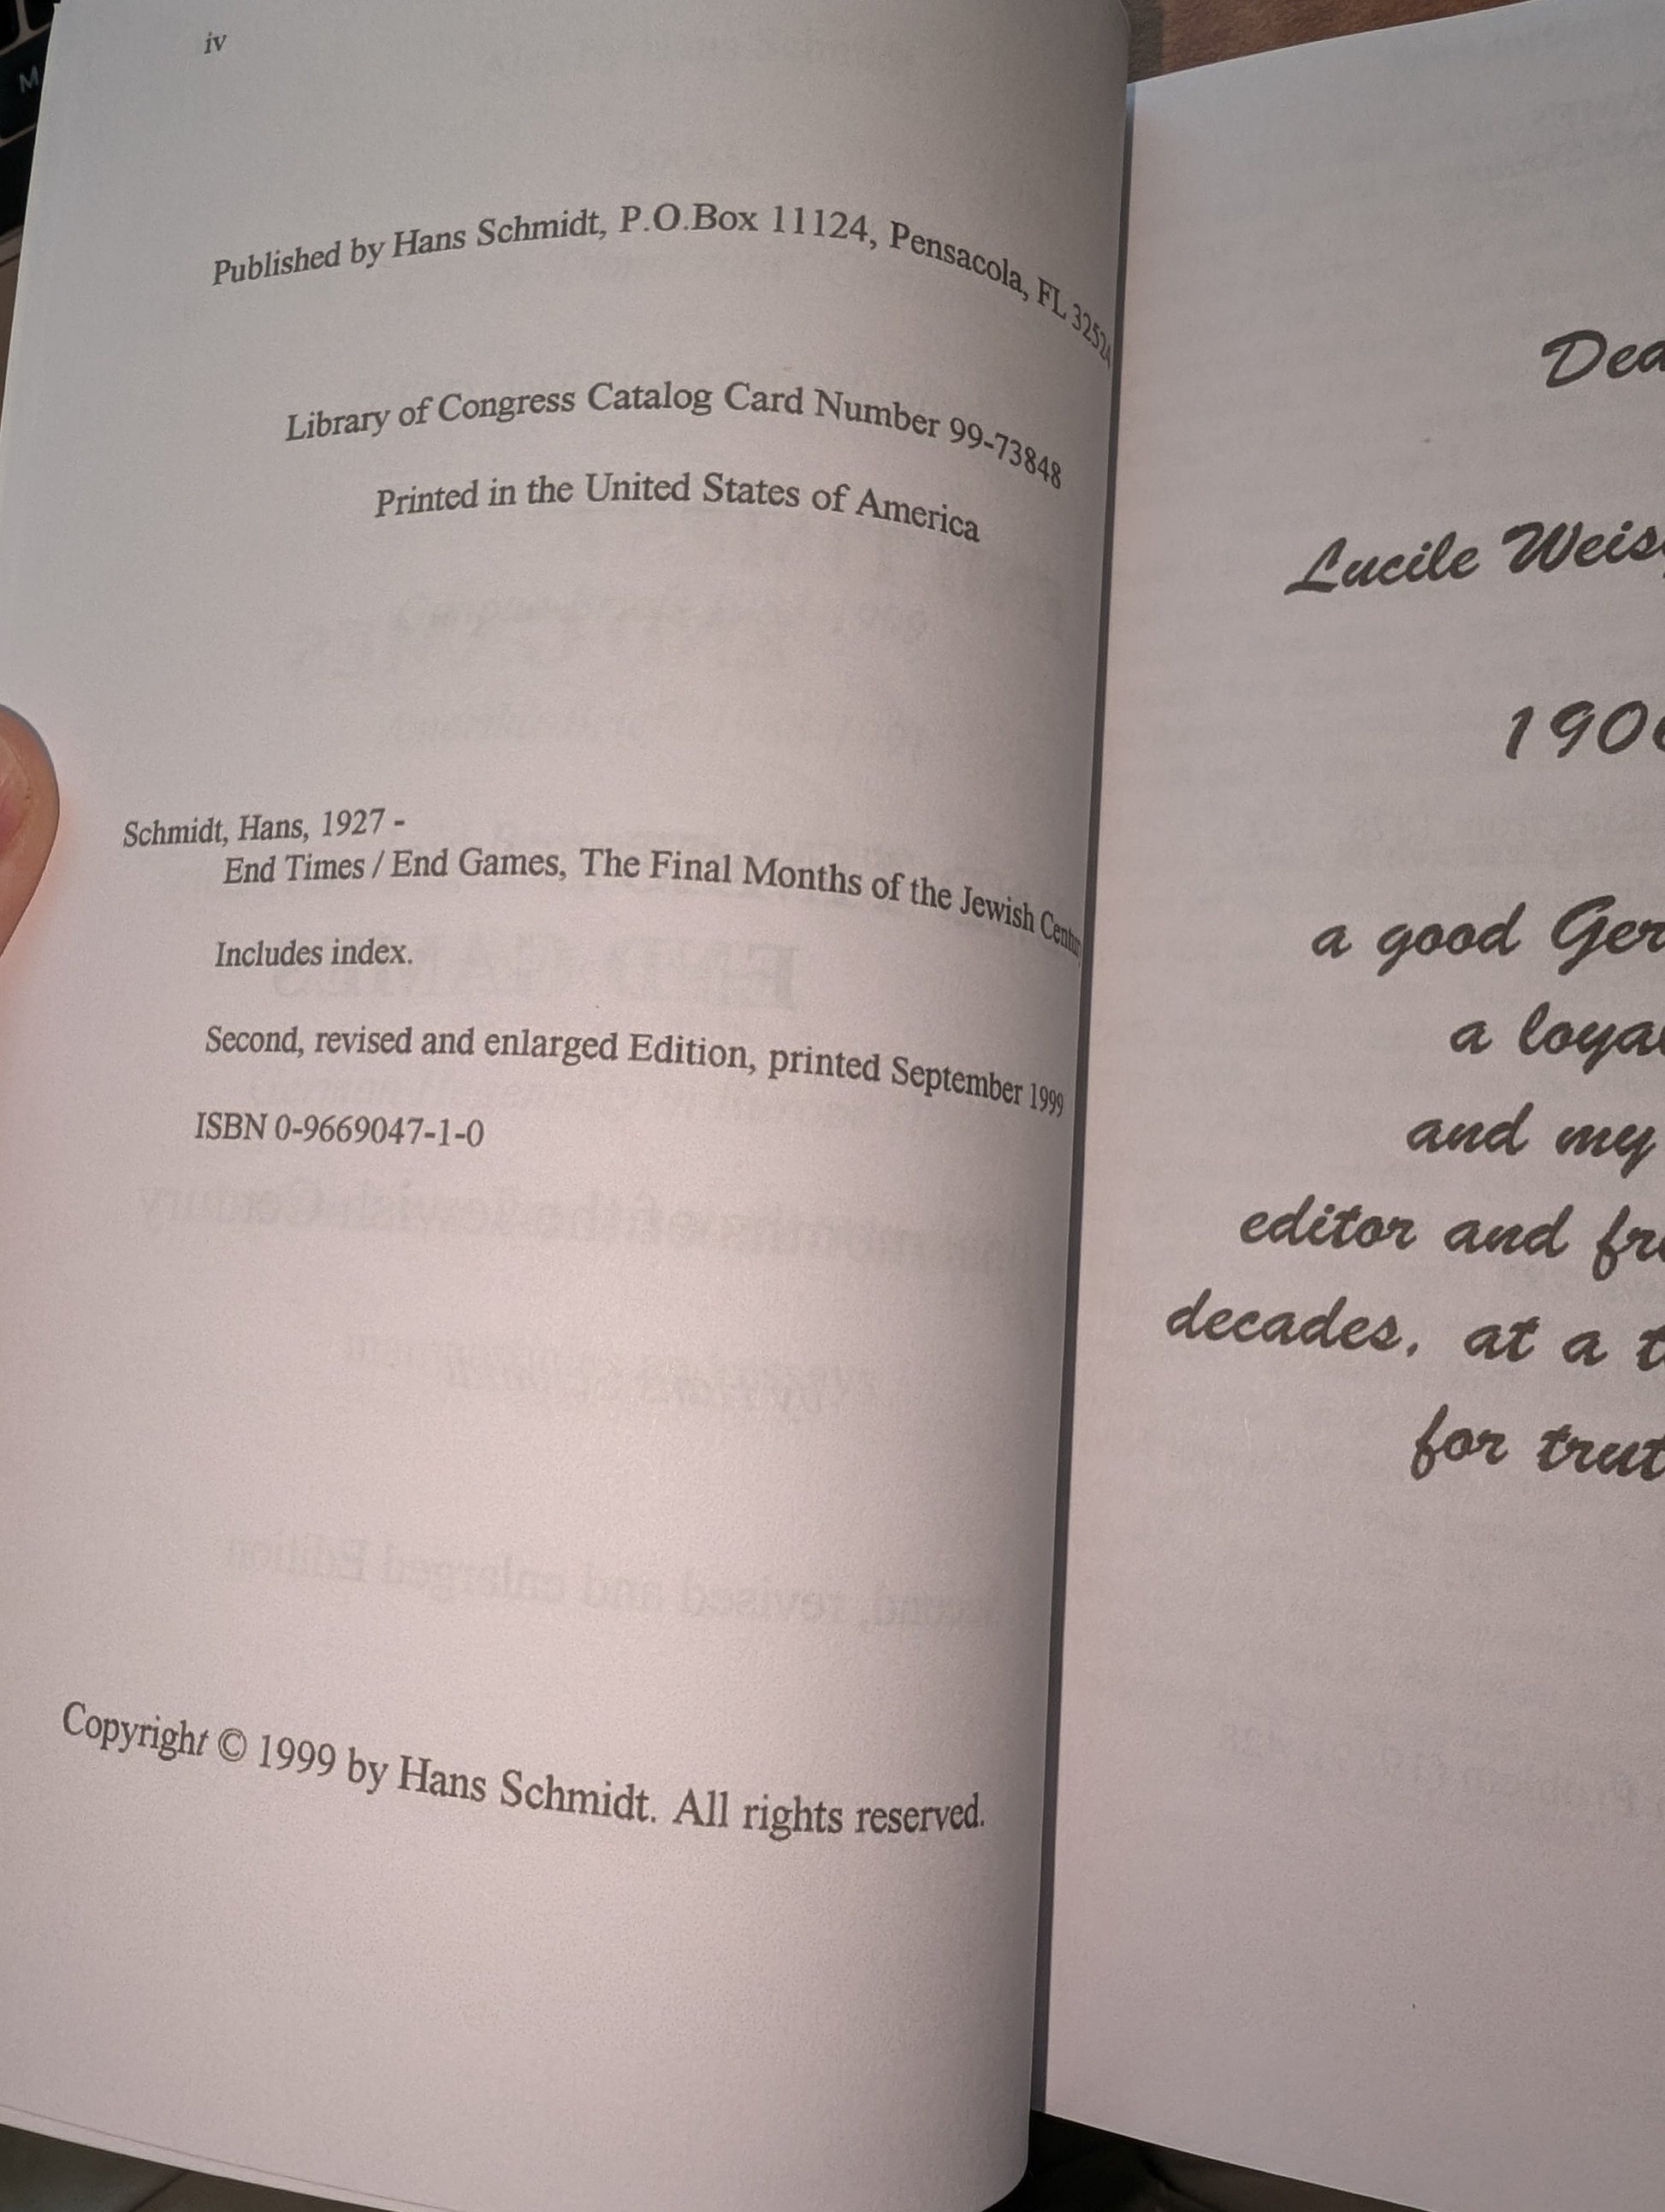 iv
Published by Hans Schmidt, P.O.Box 11124, Pensacola, FL 32524
Library of Congress Catalog Card Number 99-73848
Printed in the United States of America
Schmidt, Hans, 1927 -
End Times / End Games, The Final Months of the Jewish Century
Includes index.
Second, revised and enlarged Edition, printed September 1999
ISBN 0-9669047-1-0
Copyright © 1999 by Hans Schmidt. All rights reserved.
Lucile
a good
a
and my
editor and
decades, at a
for
M